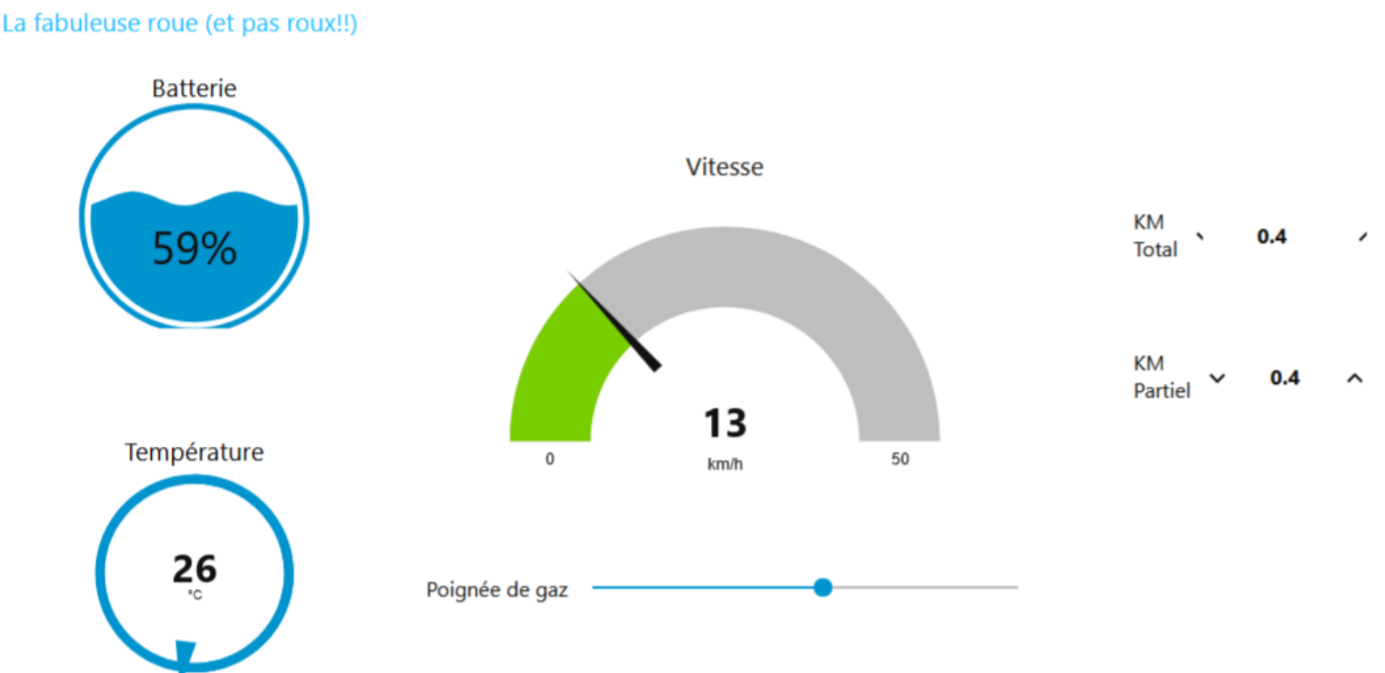 La fabuleuse roue (et pas roux!!)
Batterie
59%
Vitesse
13
km/h
0
50
KM
Total
0.4
KM
Partiel
0.4
Température
26
°C
Poignée de gaz